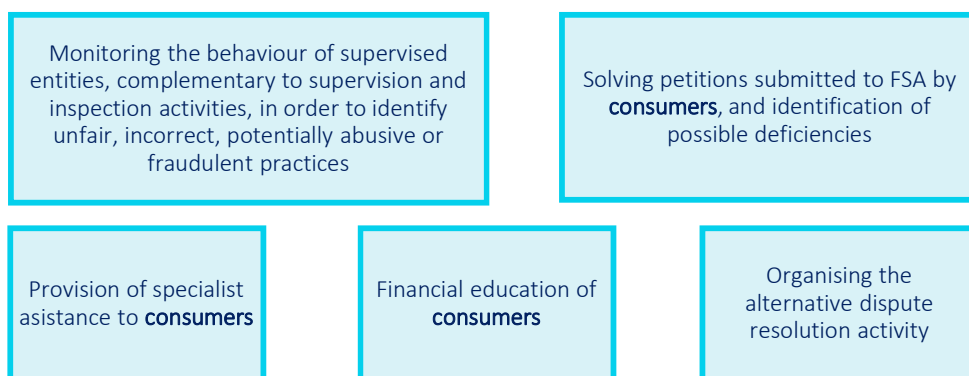 Monitoring the behaviour of supervised
entities, complementary to supervision and
inspection activities, in order to identify
unfair, incorrect, potentially abusive or
fraudulent practices
Solving petitions submitted to FSA by
consumers, and identification of
possible deficiencies
Provision of specialist
asistance to consumers
Financial education of
consumers
Organising the
alternative dispute
resolution activity